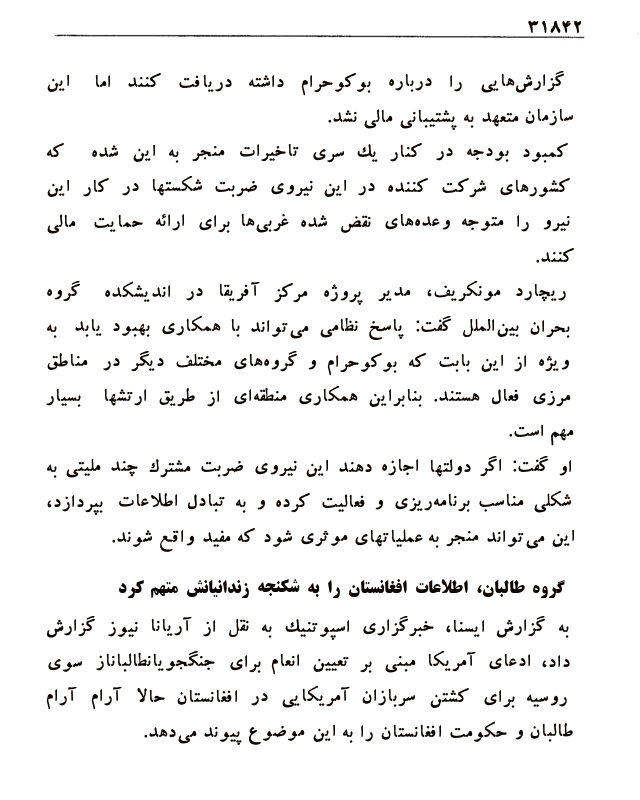 ۳۱۸۴۲
گزارش‌هایی را درباره بوکوحرام داشته دریافت کنند اما این
سازمان متعهد به پشتیبانی مالی نشد.
کمبود بودجه در کنار یك سری تاخیرات منجر به این شده که
کشورهای شرکت کننده در این نیروی ضربت شکستها در کار این
نیرو را متوجه وعده‌های نقض شده غربی‌ها برای ارائه حمایت مالی
کنند.
ریچارد مونکریف، مدیر پروژه مرکز آفریقا در اندیشکده گروه
بحران بین‌الملل گفت: پاسخ نظامی می‌تواند با همکاری بهبود یابد به
ویژه از این بابت که بوکوحرام و گروه‌های مختلف دیگر در مناطق
مرزی فعال هستند. بنابراین همکاری منطقه‌ای از طریق ارتشها بسیار
مهم است.
او گفت: اگر دولتها اجازه دهند این نیروی ضربت مشترك چند ملیتی به
شکلی مناسب برنامه‌ریزی و فعالیت کرده و به تبادل اطلاعات بپردازد،
این می‌تواند منجر به عملیاتهای موثری شود که مفید واقع شوند.
گروه طالبان، اطلاعات افغانستان را به شکنجه زندانیانش متهم کرد
به گزارش ایسنا، خبرگزاری اسپوتنیك به نقل از آریانا نیوز گزارش
داد، ادعای آمریکا مبنی بر تعیین انعام برای جنگجویانطالباناز سوی
روسیه برای کشتن سربازان آمریکایی در افغانستان حالا آرام آرام
طالبان و حکومت افغانستان را به این موضوع پیوند می‌دهد.